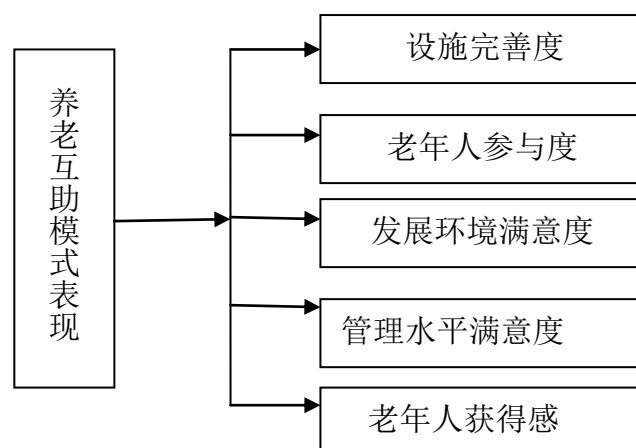 养老互助模式表现
设施完善度
老年人参与度
发展环境满意度
管理水平满意度
老年人获得感